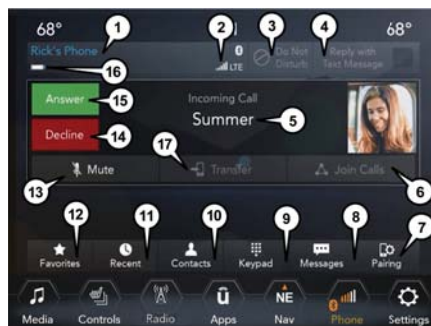 68° 68°
1 2 3 4
Rick's Phone LTE Do Not Disturb Reply with Text Message
16
Answer 15 Incoming Call
Summer 5
Decline 14 17
Mute Transfer Join Calls
13 6
12 11 10 9 8 7
Favorites Recent Contacts Keypad Messages Pairing
û NE
Media Controls Radio Apps Nav Phone Settings